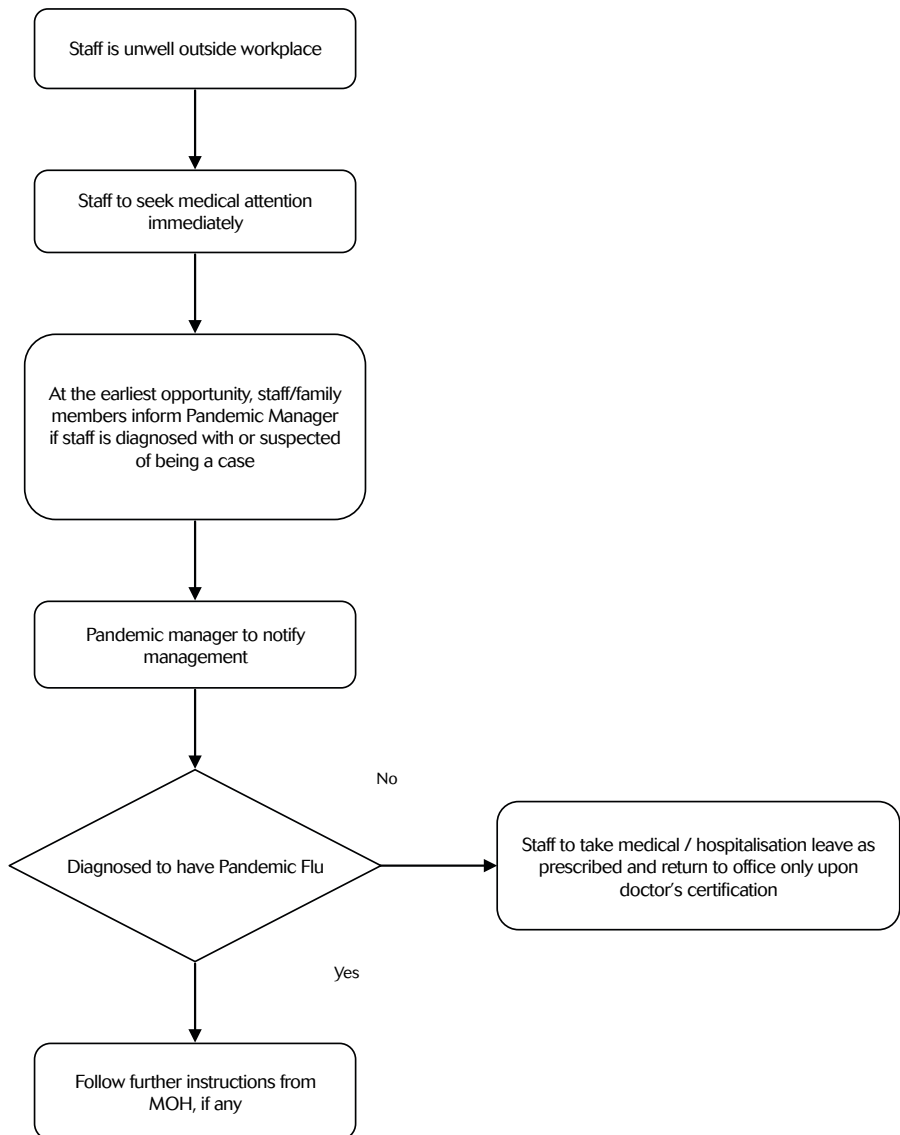 Staff is unwell outside workplace
Staff to seek medical attention
immediately
At the earliest opportunity, staff/family
members inform Pandemic Manager
if staff is diagnosed with or suspected
of being a case
Pandemic manager to notify
management
No
Diagnosed to have Pandemic Flu
Staff to take medical / hospitalisation leave as
prescribed and return to office only upon
doctor’s certification
Yes
Follow further instructions from
MOH, if any